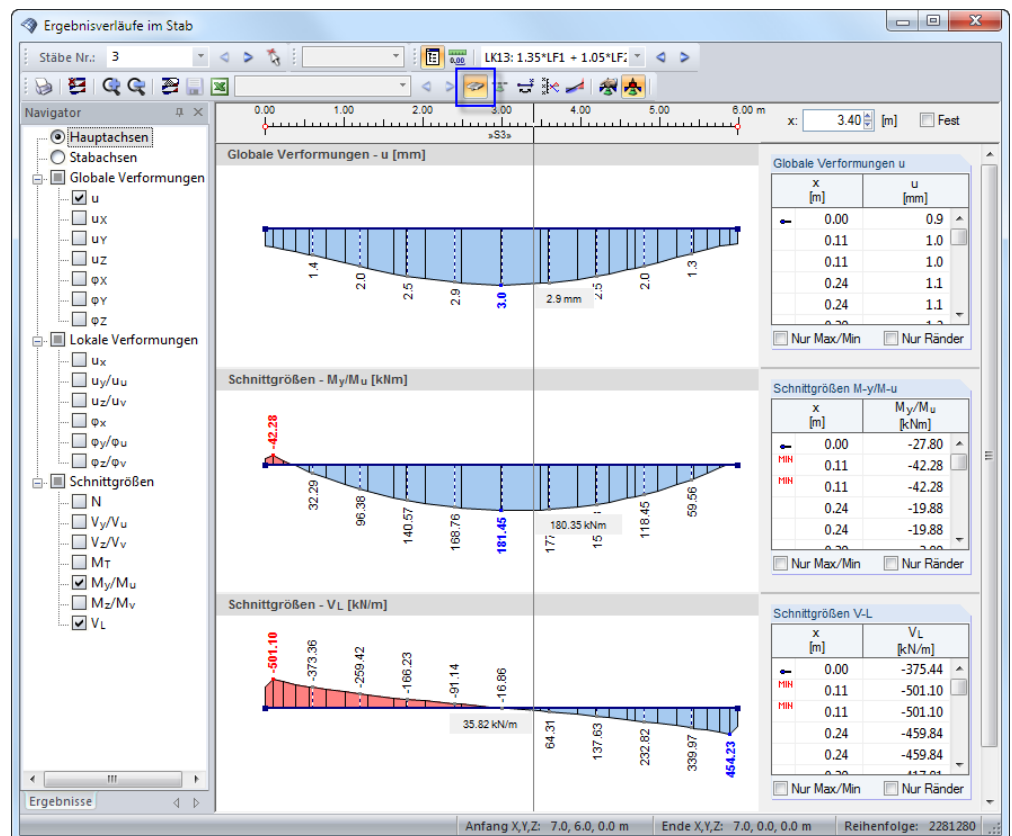 Ergebnisverläufe im Stab
Stäbe Nr.: 3
LK13: 1.35*LF1 + 1.05*LF
Navigator
Hauptachsen
Stabachsen
Globale Verformungen
u
uX
uY
uZ
φX
φY
φZ
Lokale Verformungen
ux
uy/uu
uz/uv
φx
φy/φu
φz/φv
Schnittgrößen
N
Vy/Vu
Vz/Vv
MT
My/Mu
Mz/Mv
VL
Ergebnisse
0.00 1.00 2.00 3.00 4.00 5.00 6.00 m
»S3»
x: 3.40 [m] Fest
Globale Verformungen - u [mm]
1.4 2.0 2.5 2.9 3.0 2.9 mm 2.5 2.0 1.3
Schnittgrößen - My/Mu [kNm]
-42.28
32.29 96.38 140.57 168.76 181.45 180.35 kNm 177 15 118.45 59.56
Schnittgrößen - VL [kN/m]
-501.10 -373.36 -259.42 -166.23 -91.14 -16.86
35.82 kN/m 64.31 137.63 232.82 339.97 454.23
Globale Verformungen u
x u
[m] [mm]
0.00 0.9
0.11 1.0
0.11 1.0
0.24 1.1
0.24 1.1
Nur Max/Min Nur Ränder
Schnittgrößen M-y/M-u
x My/Mu
[m] [kNm]
0.00 -27.80
MIN 0.11 -42.28
MIN 0.11 -42.28
0.24 -19.88
0.24 -19.88
Nur Max/Min Nur Ränder
Schnittgrößen V-L
x VL
[m] [kN/m]
0.00 -375.44
MIN 0.11 -501.10
MIN 0.11 -501.10
0.24 -459.84
0.24 -459.84
Nur Max/Min Nur Ränder
Anfang X,Y,Z: 7.0, 6.0, 0.0 m Ende X,Y,Z: 7.0, 0.0, 0.0 m Reihenfolge: 2281280